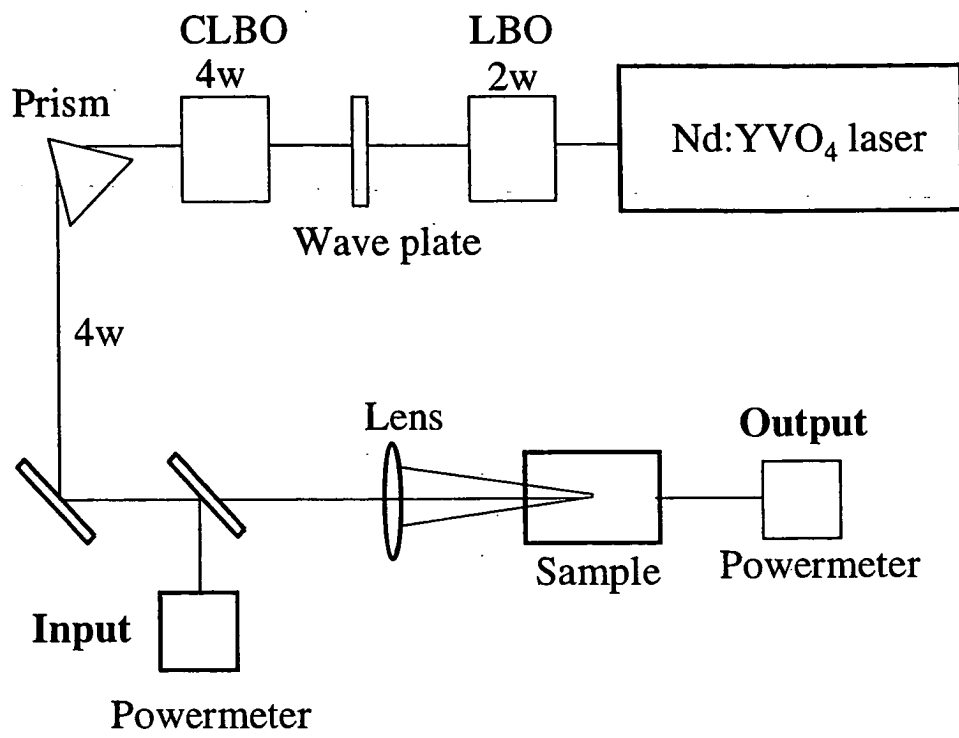 CLBO
4w
LBO
2w
Prism
Nd:YVO₄ laser
Wave plate
4w
Lens
Output
Sample
Powermeter
Input
Powermeter